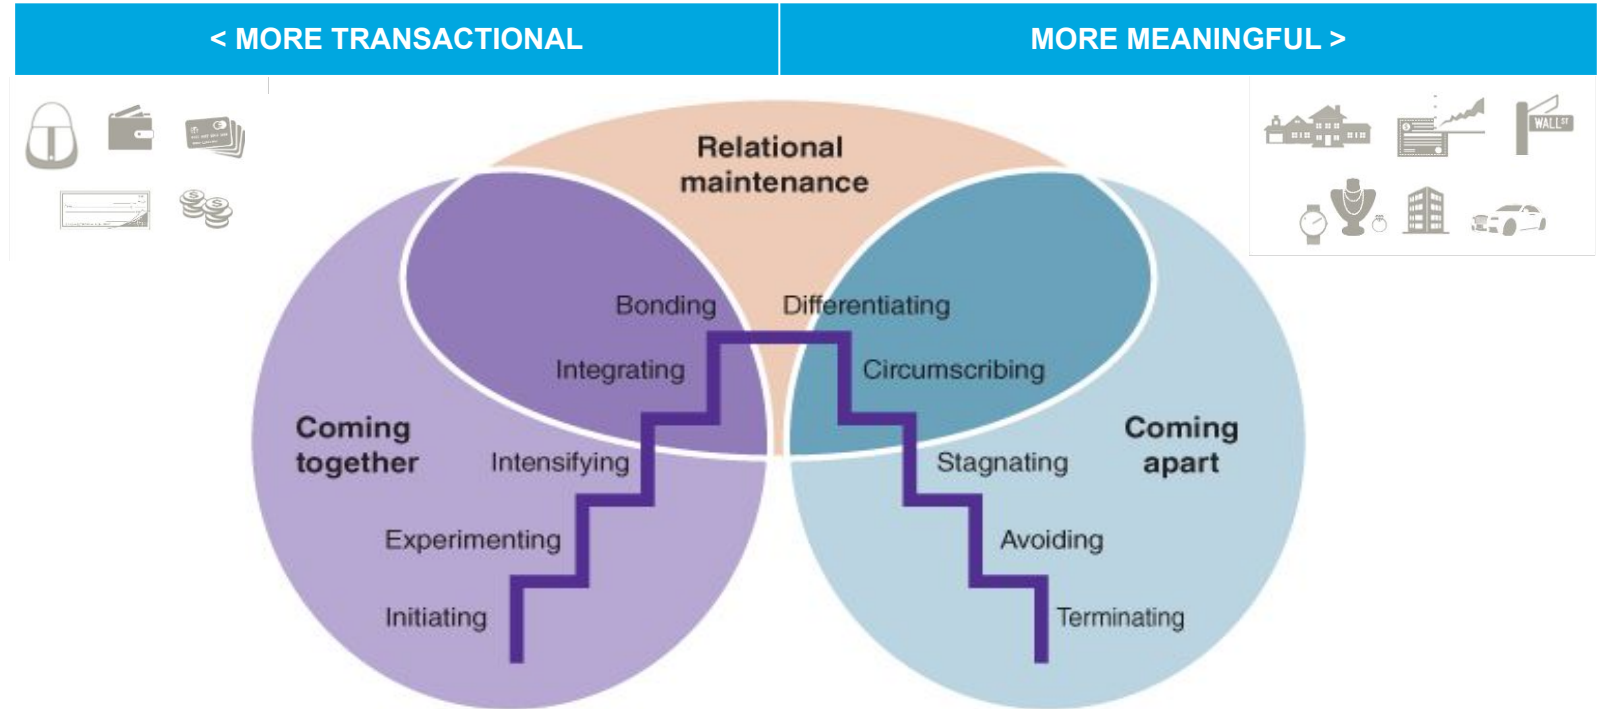 < MORE TRANSACTIONAL
MORE MEANINGFUL >
WALL ST
Relational
maintenance
Bonding
Differentiating
Integrating
Circumscribing
Coming
together
Coming
apart
Intensifying
Stagnating
Experimenting
Avoiding
Initiating
Terminating